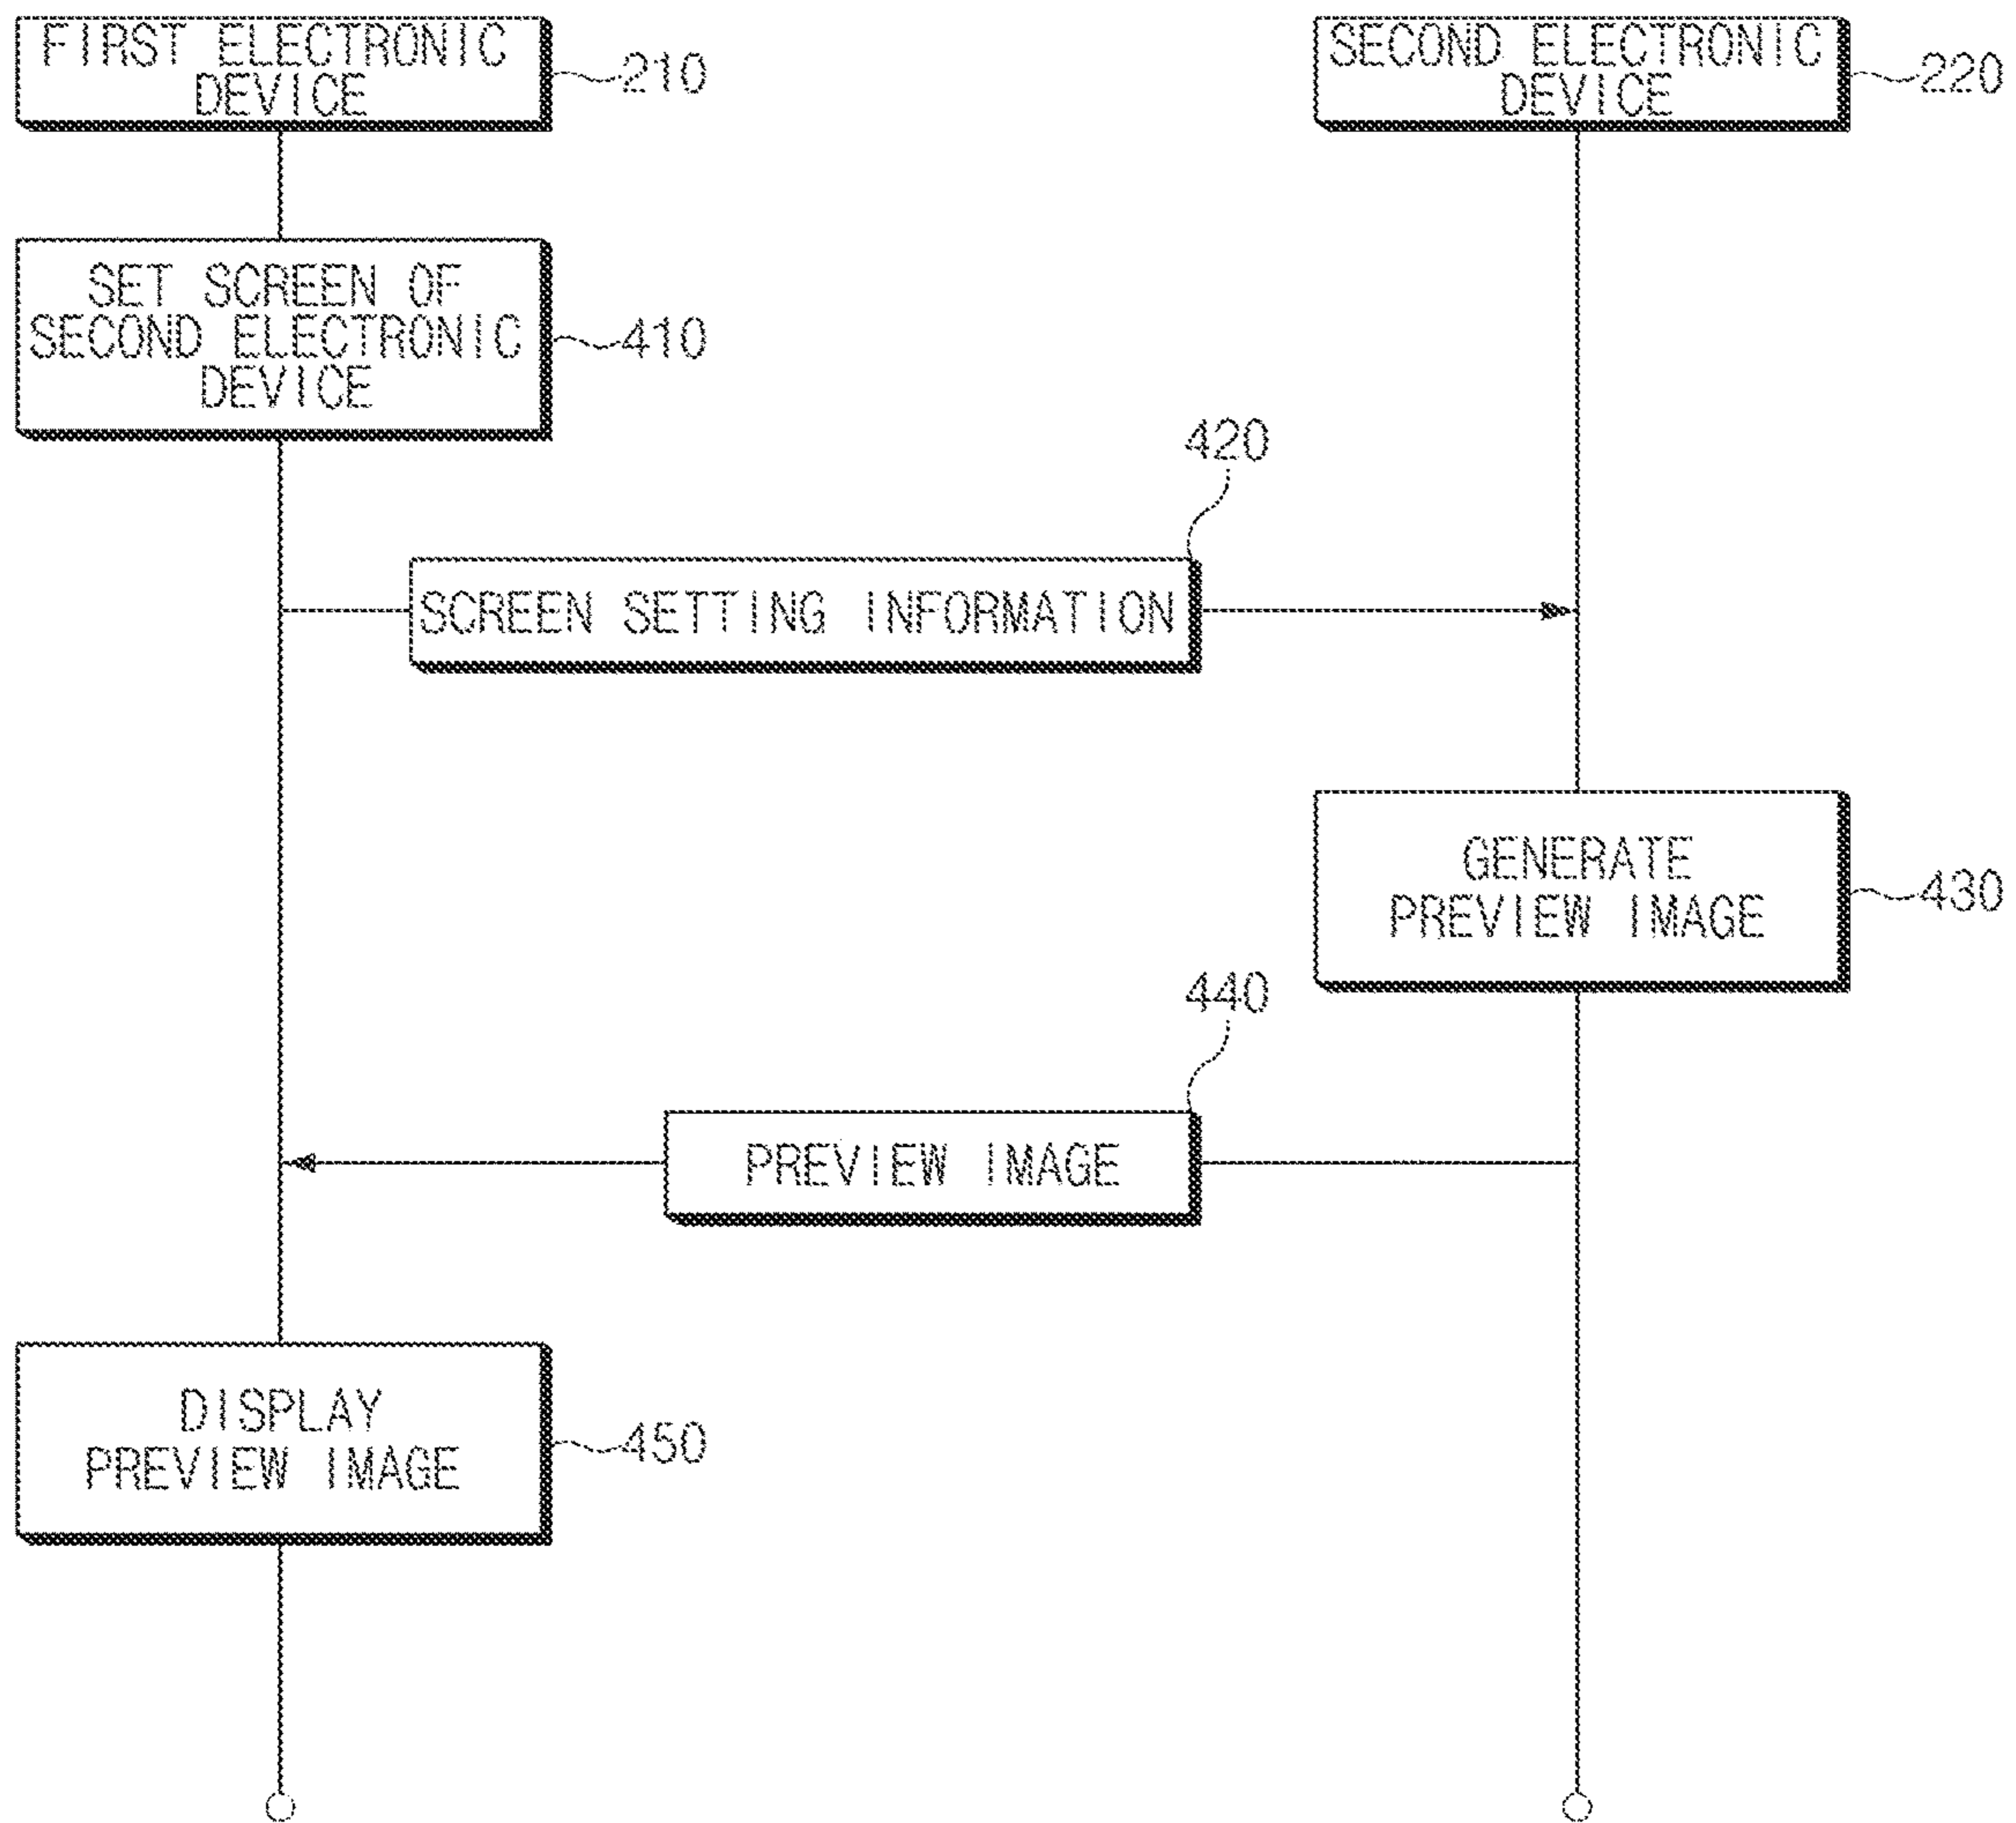 FIRST ELECTRONIC
DEVICE
210
SECOND ELECTRONIC
DEVICE
220
SET SCREEN OF
SECOND ELECTRONIC
DEVICE
410
420
SCREEN SETTING INFORMATION
GENERATE
PREVIEW IMAGE
430
440
PREVIEW IMAGE
DISPLAY
PREVIEW IMAGE
450